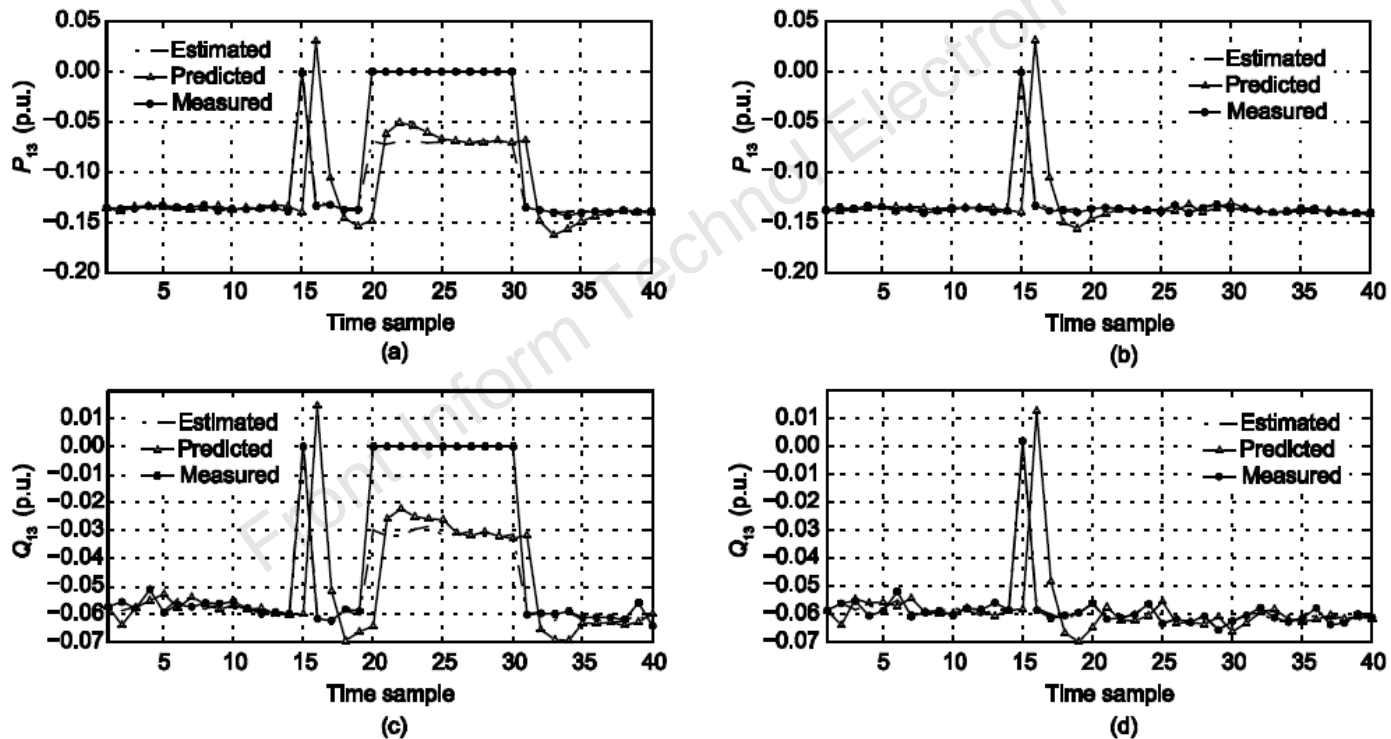 0.05
0.00
−0.05
−0.10
−0.15
−0.20
P13 (p.u.)
Estimated
Predicted
Measured
5 10 15 20 25 30 35 40
Time sample
(a)
0.05
0.00
−0.05
−0.10
−0.15
−0.20
P13 (p.u.)
Estimated
Predicted
Measured
5 10 15 20 25 30 35 40
Time sample
(b)
0.01
0.00
−0.01
−0.02
−0.03
−0.04
−0.05
−0.06
−0.07
Q13 (p.u.)
Estimated
Predicted
Measured
5 10 15 20 25 30 35 40
Time sample
(c)
0.01
0.00
−0.01
−0.02
−0.03
−0.04
−0.05
−0.06
−0.07
Q13 (p.u.)
Estimated
Predicted
Measured
5 10 15 20 25 30 35 40
Time sample
(d)
Front Inform Technol Electron